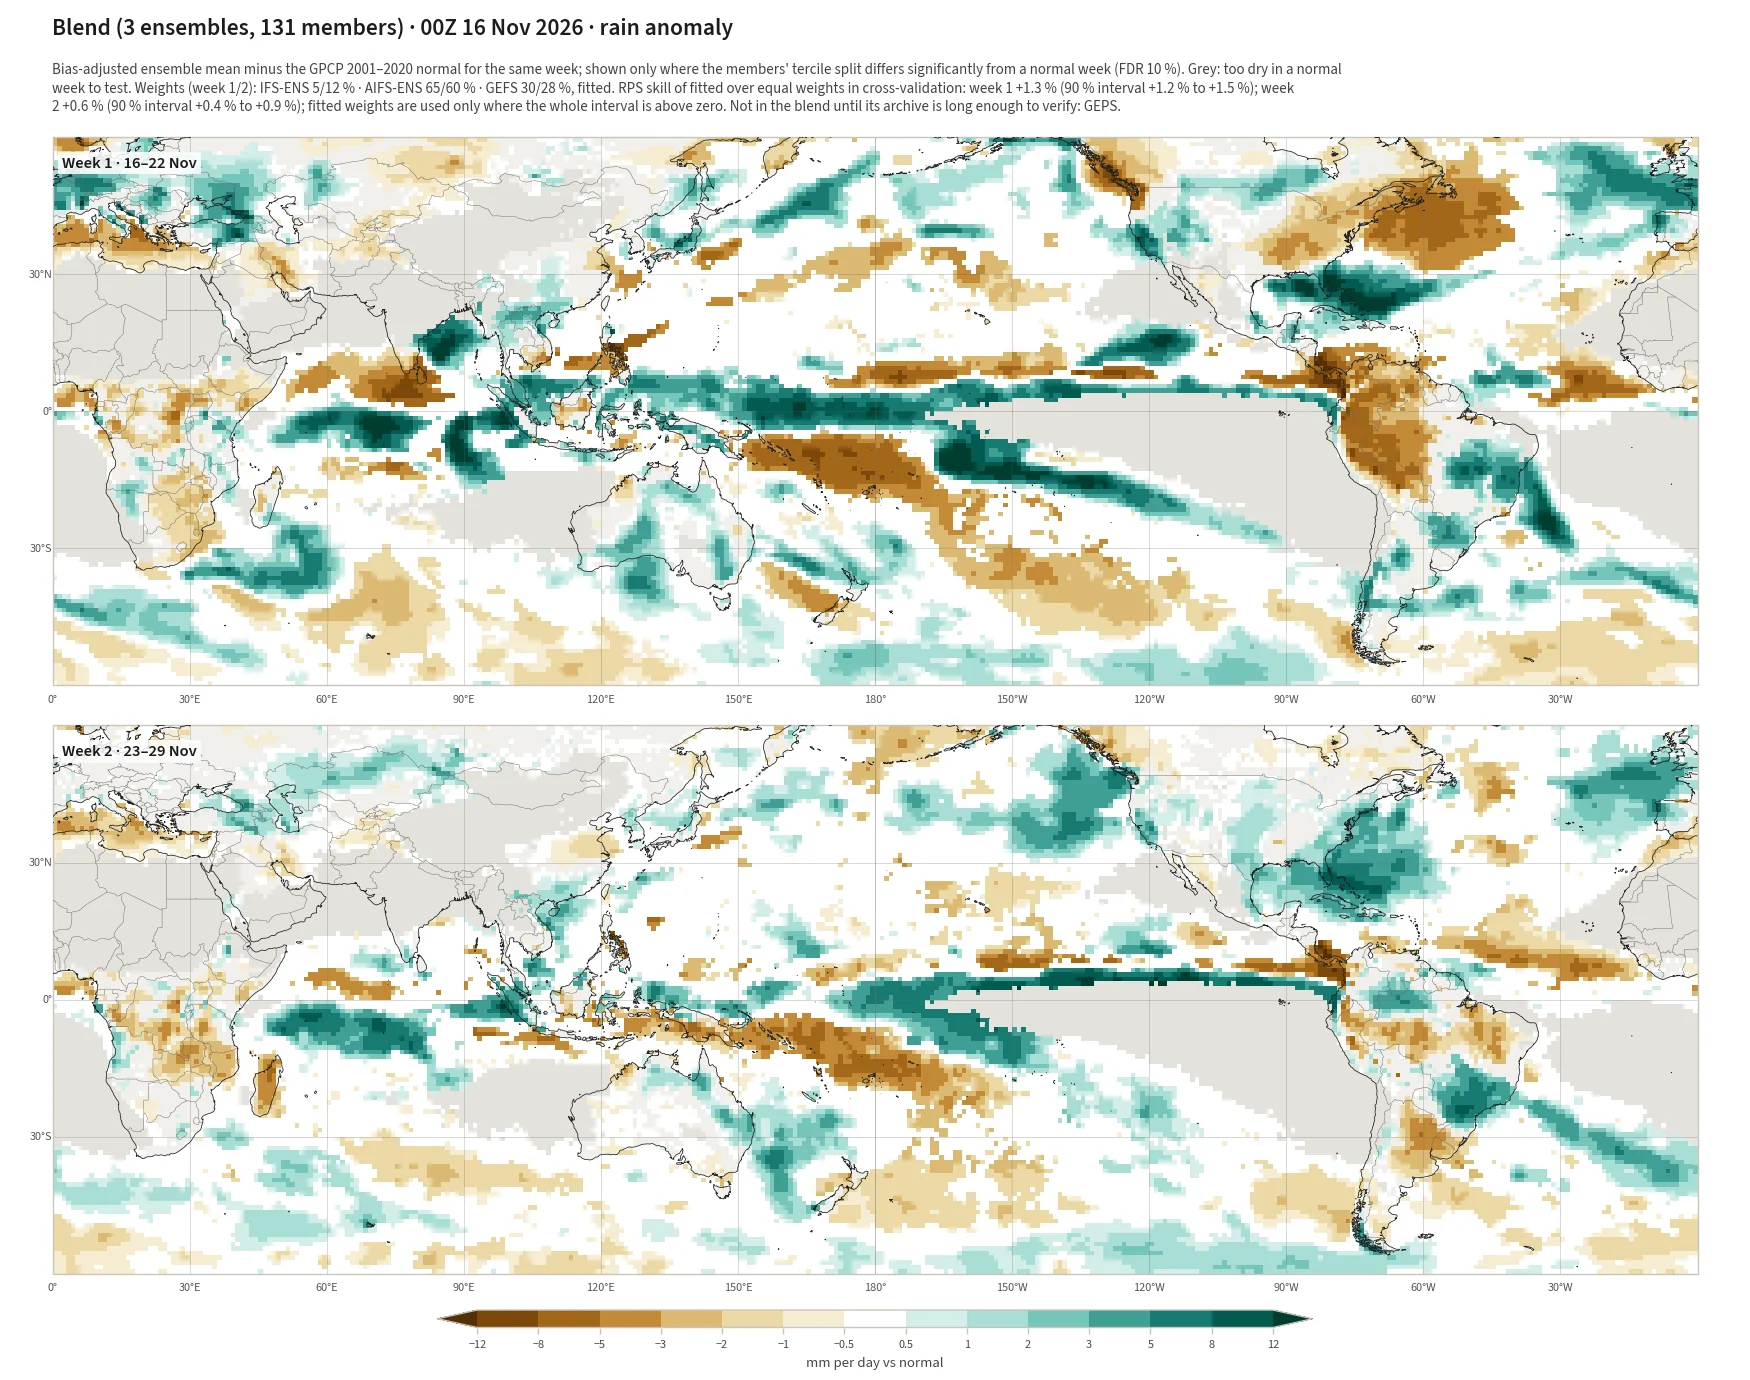 Blend (3 ensembles, 131 members) · 00Z 16 Nov 2026 · rain anomaly
Bias-adjusted ensemble mean minus the GPCP 2001–2020 normal for the same week; shown only where the members' tercile split differs significantly from a normal week (FDR 10 %). Grey: too dry in a normal
week to test. Weights (week 1/2): IFS-ENS 5/12 % · AIFS-ENS 65/60 % · GEFS 30/28 %, fitted. RPS skill of fitted over equal weights in cross-validation: week 1 +1.3 % (90 % interval +1.2 % to +1.5 %); week
2 +0.6 % (90 % interval +0.4 % to +0.9 %); fitted weights are used only where the whole interval is above zero. Not in the blend until its archive is long enough to verify: GEPS.
Week 1 · 16–22 Nov
30°N
0°
30°S
0° 30°E 60°E 90°E 120°E 150°E 180° 150°W 120°W 90°W 60°W 30°W
Week 2 · 23–29 Nov
30°N
0°
30°S
0° 30°E 60°E 90°E 120°E 150°E 180° 150°W 120°W 90°W 60°W 30°W
−12 −8 −5 −3 −2 −1 −0.5 0.5 1 2 3 5 8 12
mm per day vs normal